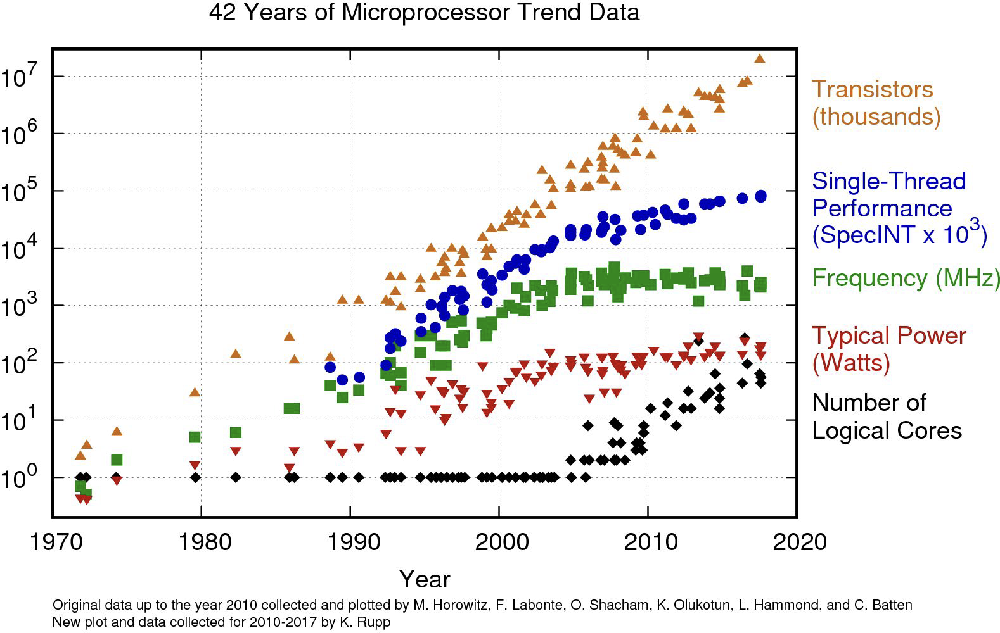 42 Years of Microprocessor Trend Data
10^7
10^6
10^5
10^4
10^3
10^2
10^1
10^0
Transistors
(thousands)
Single-Thread
Performance
(SpecINT x 10^3)
Frequency (MHz)
Typical Power
(Watts)
Number of
Logical Cores
1970 1980 1990 2000 2010 2020
Year
Original data up to the year 2010 collected and plotted by M. Horowitz, F. Labonte, O. Shacham, K. Olukotun, L. Hammond, and C. Batten
New plot and data collected for 2010-2017 by K. Rupp